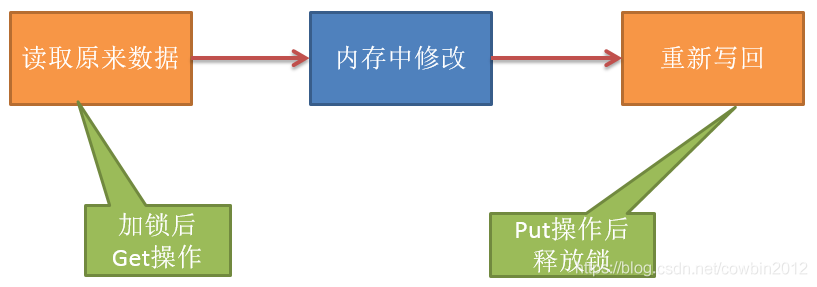 读取原来数据
内存中修改
重新写回
加锁后
Get操作
Put操作后
释放锁
https://blog.csdn.net/cowbin2012